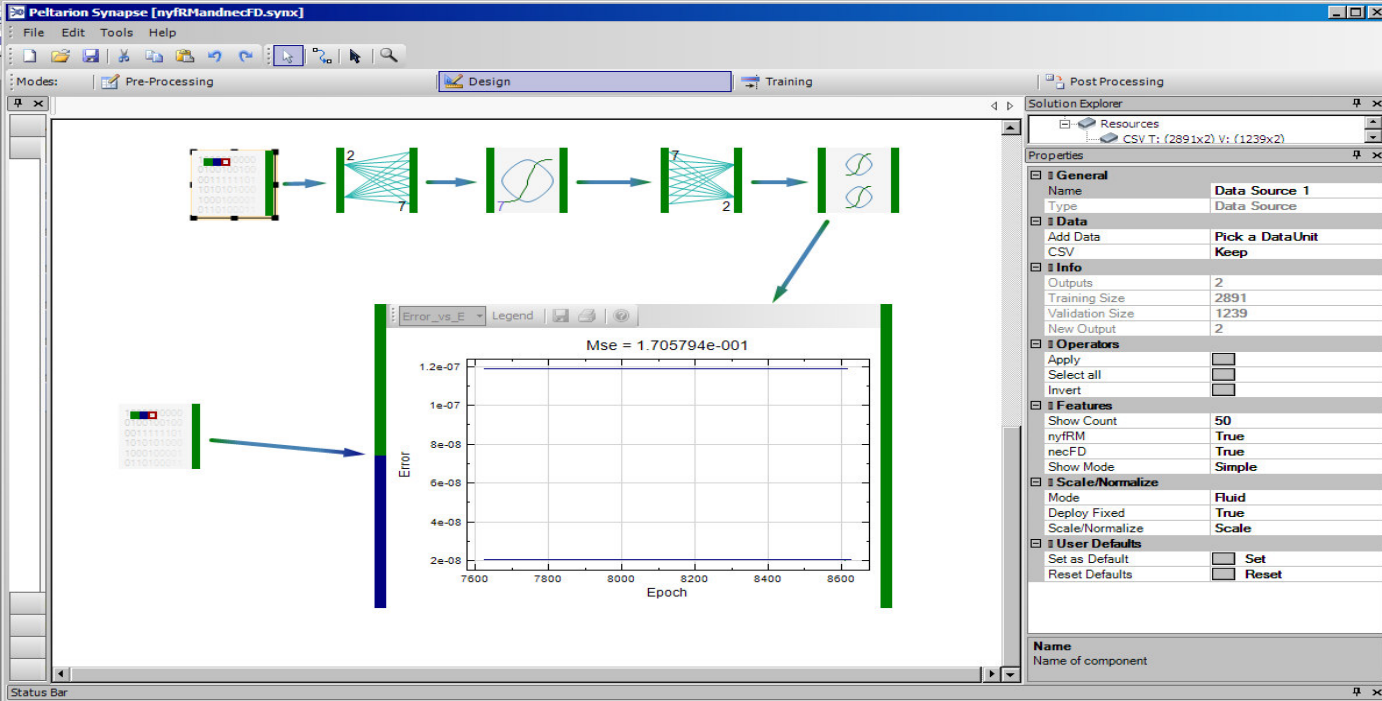 Peltarion Synapse [nyfRMandnecFD.synx]
File Edit Tools Help
Modes: Pre-Processing Design Training Post Processing
Solution Explorer
Resources
CSV T: (2891x2) V: (1239x2)
Properties
General
Name Data Source 1
Type Data Source
Data
Add Data Pick a DataUnit
CSV Keep
Info
Outputs 2
Training Size 2891
Validation Size 1239
New Output 2
Operators
Apply
Select all
Invert
Features
Show Count 50
nyfRM True
necFD True
Show Mode Simple
Scale/Normalize
Mode Fluid
Deploy Fixed True
Scale/Normalize Scale
User Defaults
Set as Default Set
Reset Defaults Reset
Name
Name of component
2 7
7
7 2
0100100100
0011111101
1010101000
Error_vs_E Legend
Mse = 1.705794e-001
1.2e-07
1e-07
8e-08
6e-08
4e-08
2e-08
Error
7600 7800 8000 8200 8400 8600
Epoch
0100100100
0011111101
1010101000
Status Bar